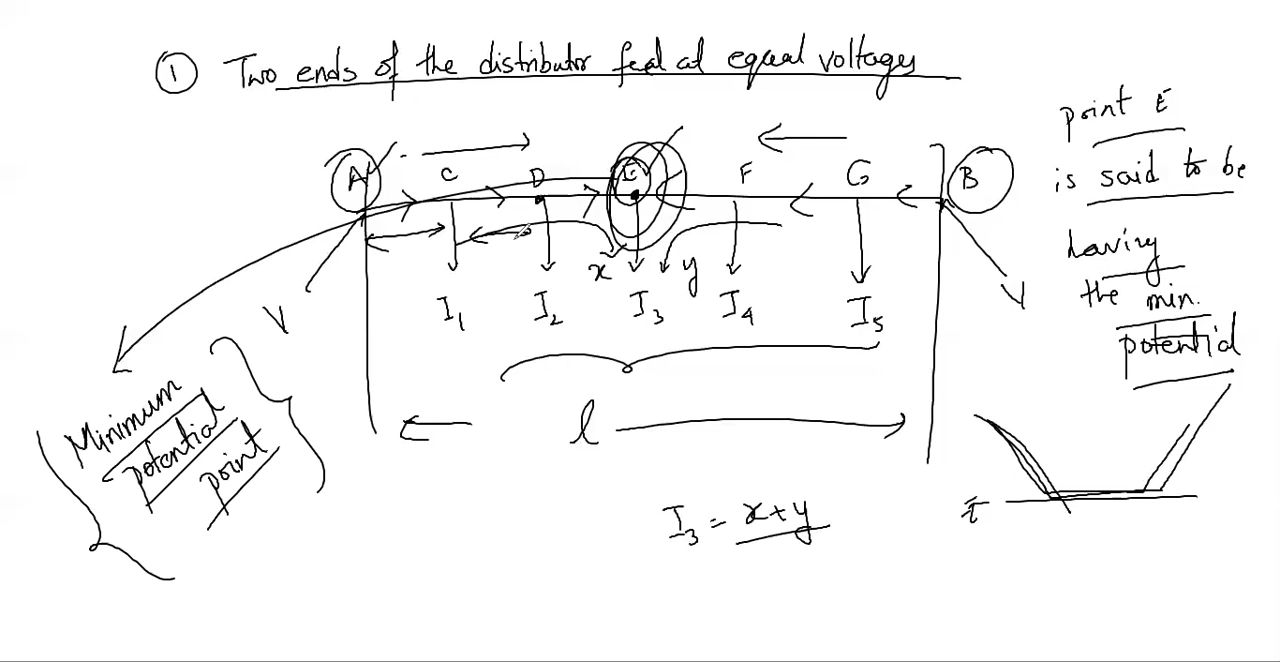 ① Two ends of the distributor fed at equal voltages
A C D E F G B
x y
I₁ I₂ I₃ I₄ I₅
V V
l
Minimum
potential
point
I₃ = x+y
point E
is said to be
having
the min.
potential